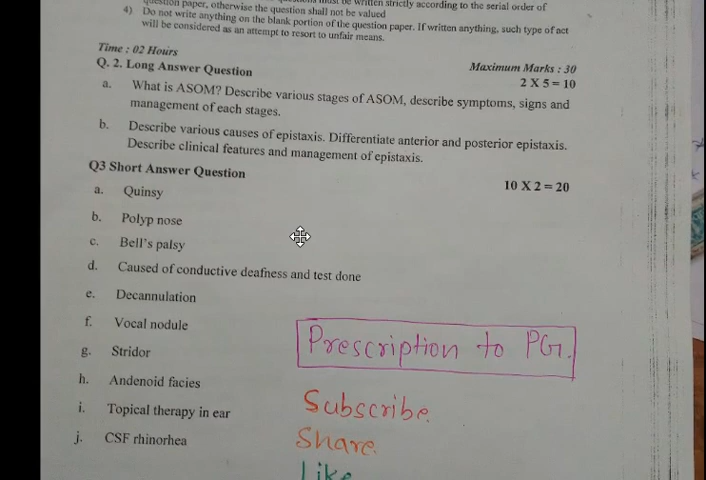 question paper, otherwise the question shall not be valued
4) Do not write anything on the blank portion of the question paper. If written anything, such type of act
will be considered as an attempt to resort to unfair means.
Time : 02 Hours
Maximum Marks : 30
Q. 2. Long Answer Question
2 X 5 = 10
a. What is ASOM? Describe various stages of ASOM, describe symptoms, signs and
management of each stages.
b. Describe various causes of epistaxis. Differentiate anterior and posterior epistaxis.
Describe clinical features and management of epistaxis.
Q3 Short Answer Question
10 X 2 = 20
a. Quinsy
b. Polyp nose
c. Bell's palsy
d. Caused of conductive deafness and test done
e. Decannulation
f. Vocal nodule
g. Stridor
h. Andenoid facies
i. Topical therapy in ear
j. CSF rhinorhea
Prescription to PG.
Subscribe.
Share.
Like